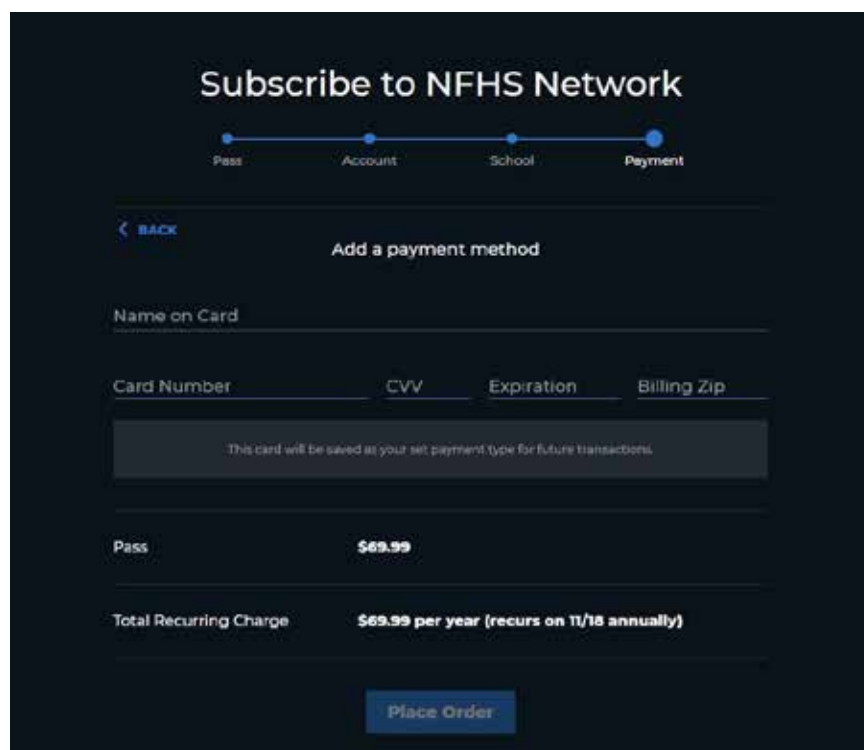 Subscribe to NFHS Network
Pass Account School Payment
BACK
Add a payment method
Name on Card
Card Number CVV Expiration Billing Zip
This card will be saved as your set payment type for future transactions.
Pass $69.99
Total Recurring Charge $69.99 per year (recurs on 11/18 annually)
Place Order